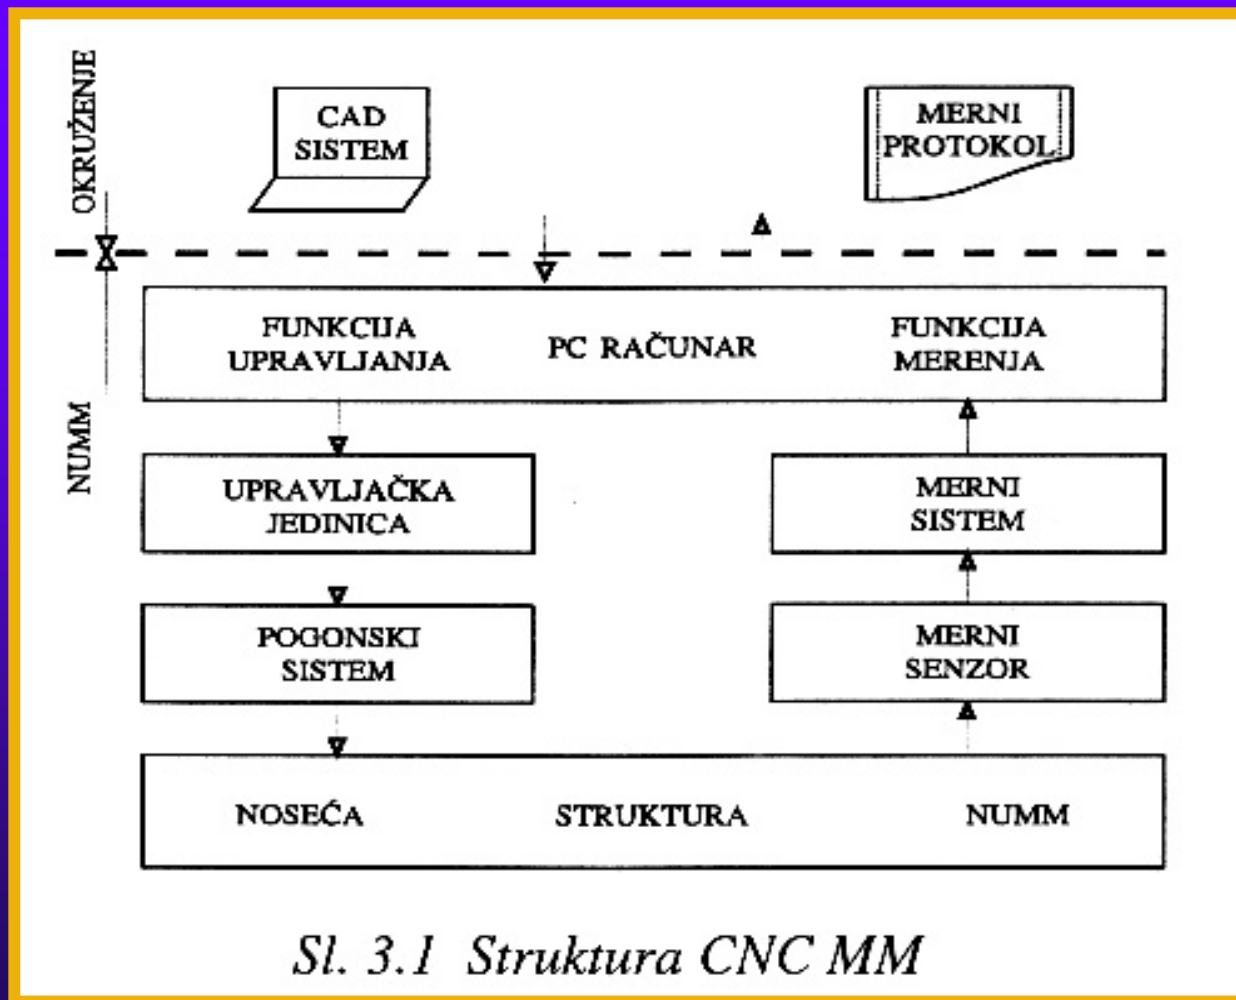 OKRUŽENJE
CAD
SISTEM
MERNI
PROTOKOL
NUMM
FUNKCIJA
UPRAVLJANJA
PC RAČUNAR
FUNKCIJA
MERENJA
UPRAVLJAČKA
JEDINICA
MERNI
SISTEM
POGONSKI
SISTEM
MERNI
SENZOR
NOSEĆA STRUKTURA NUMM
Sl. 3.1 Struktura CNC MM